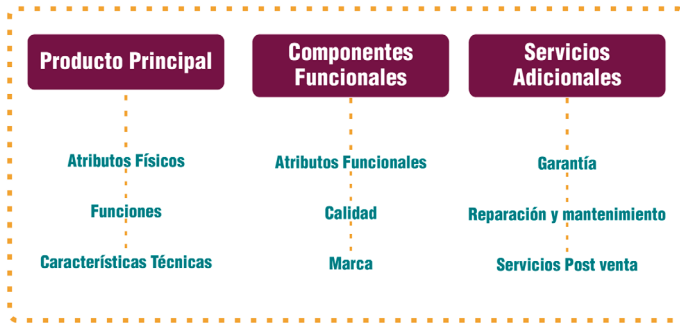 Producto Principal
Atributos Físicos
Funciones
Características Técnicas
Componentes
Funcionales
Atributos Funcionales
Calidad
Marca
Servicios
Adicionales
Garantía
Reparación y mantenimiento
Servicios Post venta